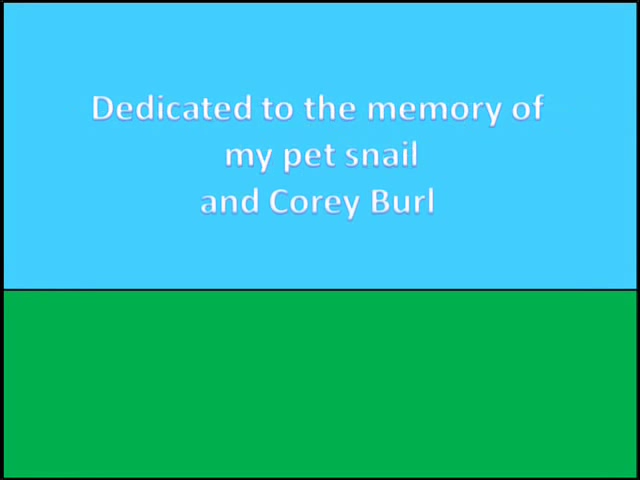 Dedicated to the memory of
my pet snail
and Corey Burl